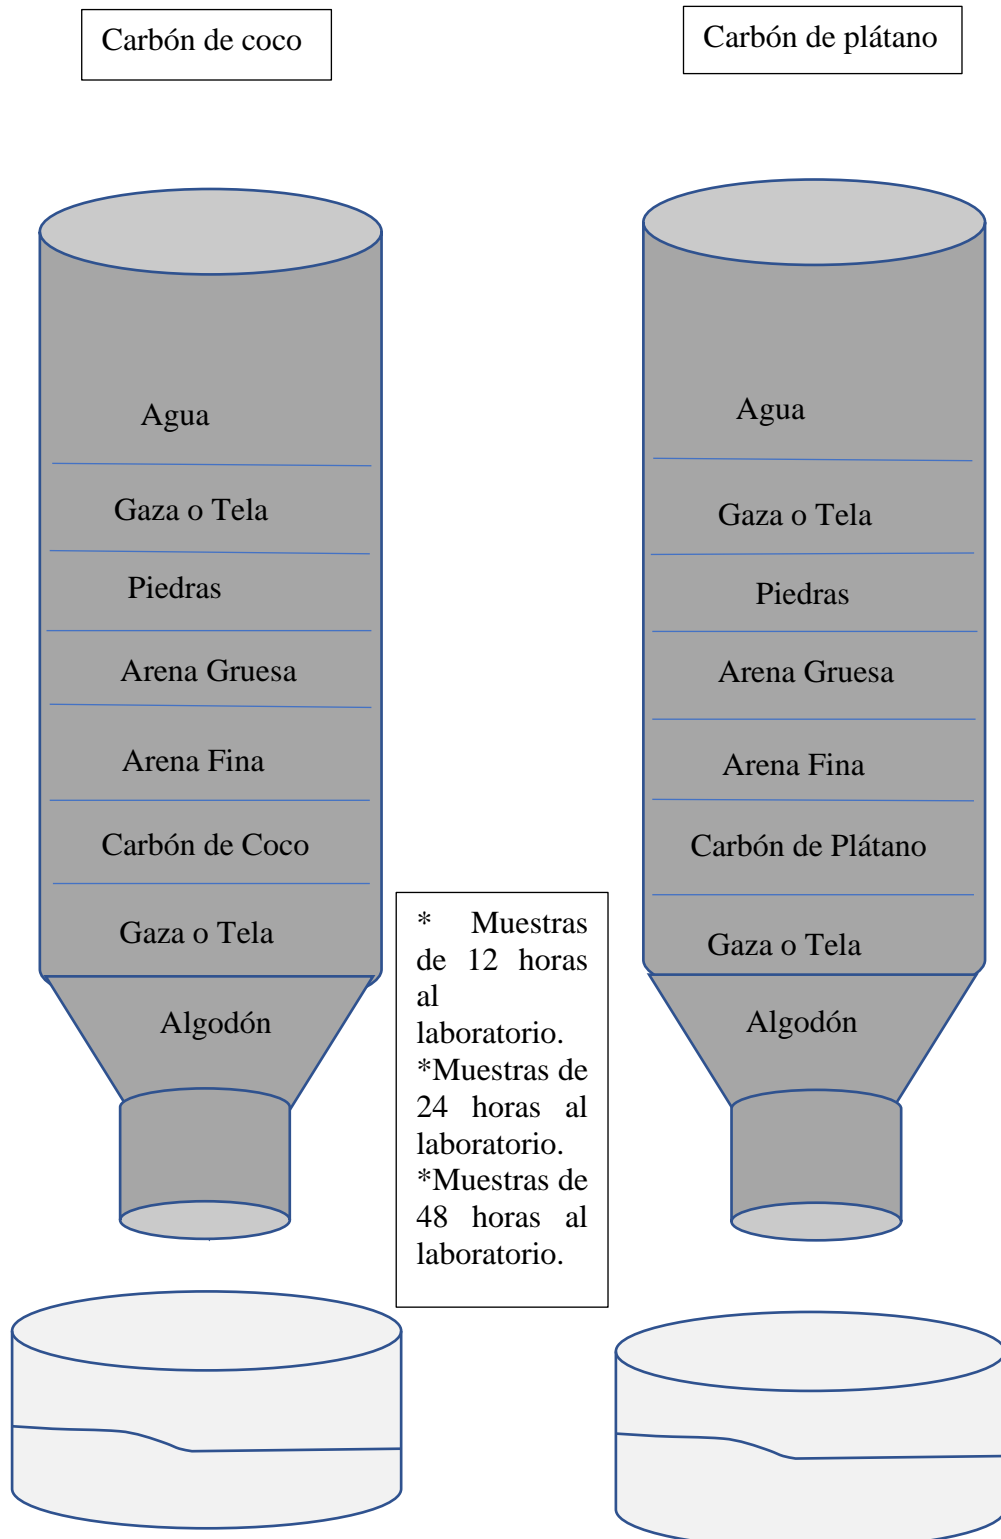 Carbón de coco
Carbón de plátano
Agua
Gaza o Tela
Piedras
Arena Gruesa
Arena Fina
Carbón de Coco
Gaza o Tela
Algodón
Agua
Gaza o Tela
Piedras
Arena Gruesa
Arena Fina
Carbón de Plátano
Gaza o Tela
Algodón
* Muestras
de 12 horas
al
laboratorio.
*Muestras de
24 horas al
laboratorio.
*Muestras de
48 horas al
laboratorio.